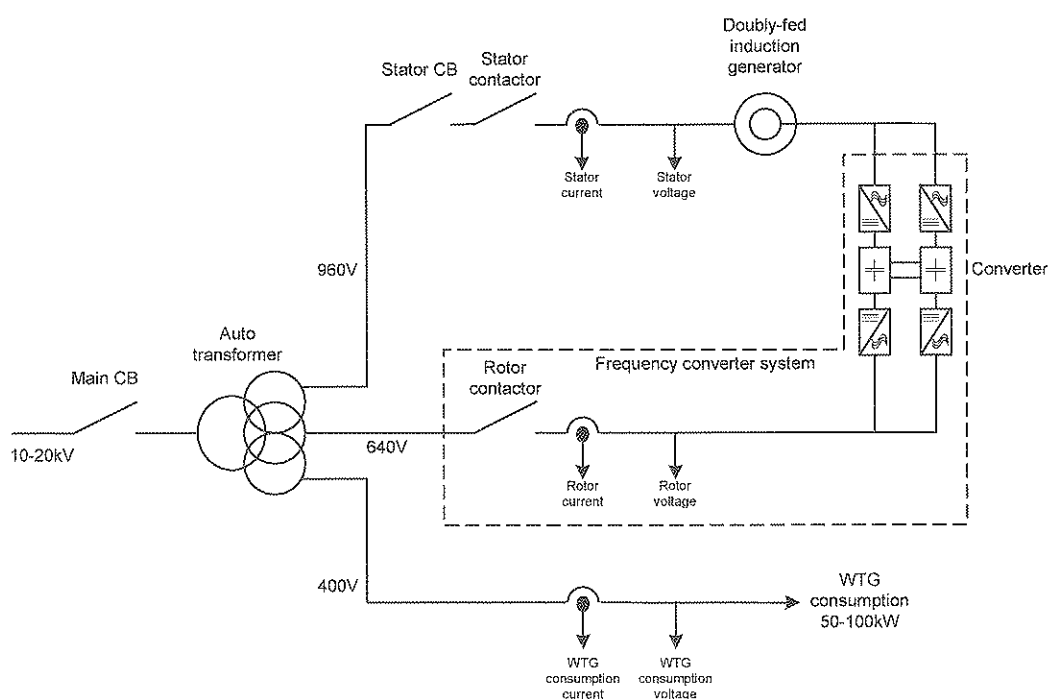 Doubly-fed
induction
generator
Stator CB
Stator
contactor
Stator
current
Stator
voltage
960V
Converter
Auto
transformer
Frequency converter system
Main CB
Rotor
contactor
10-20kV
640V
Rotor
current
Rotor
voltage
400V
WTG
consumption
50-100kW
WTG
consumption
current
WTG
consumption
voltage